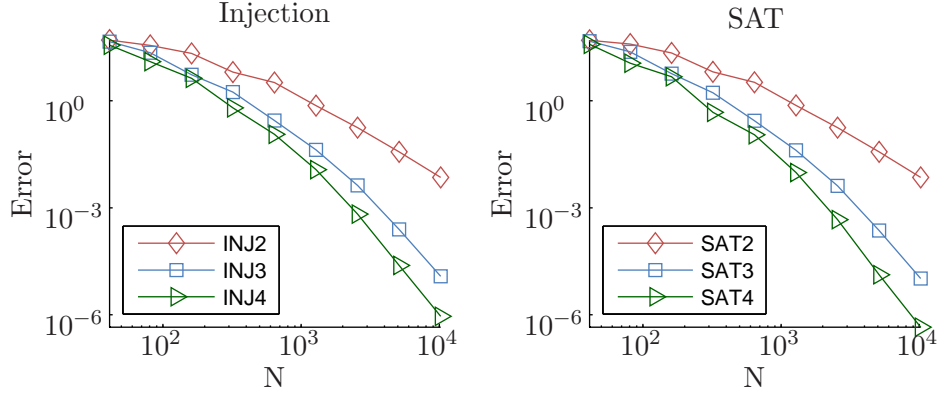 Injection
Error
10^0
10^-3
10^-6
INJ2
INJ3
INJ4
10^2
10^3
10^4
N
SAT
Error
10^0
10^-3
10^-6
SAT2
SAT3
SAT4
10^2
10^3
10^4
N